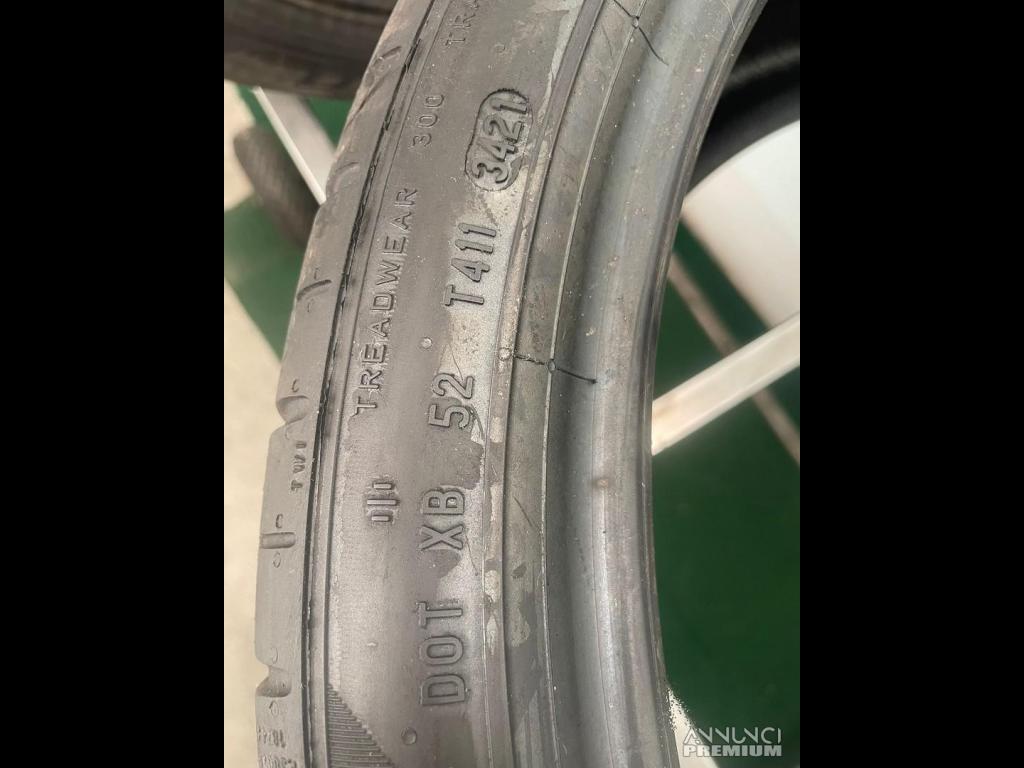 TREADWEAR 300
DOT XB 52 T411 3421
TWI
ANNUNCI
PREMIUM